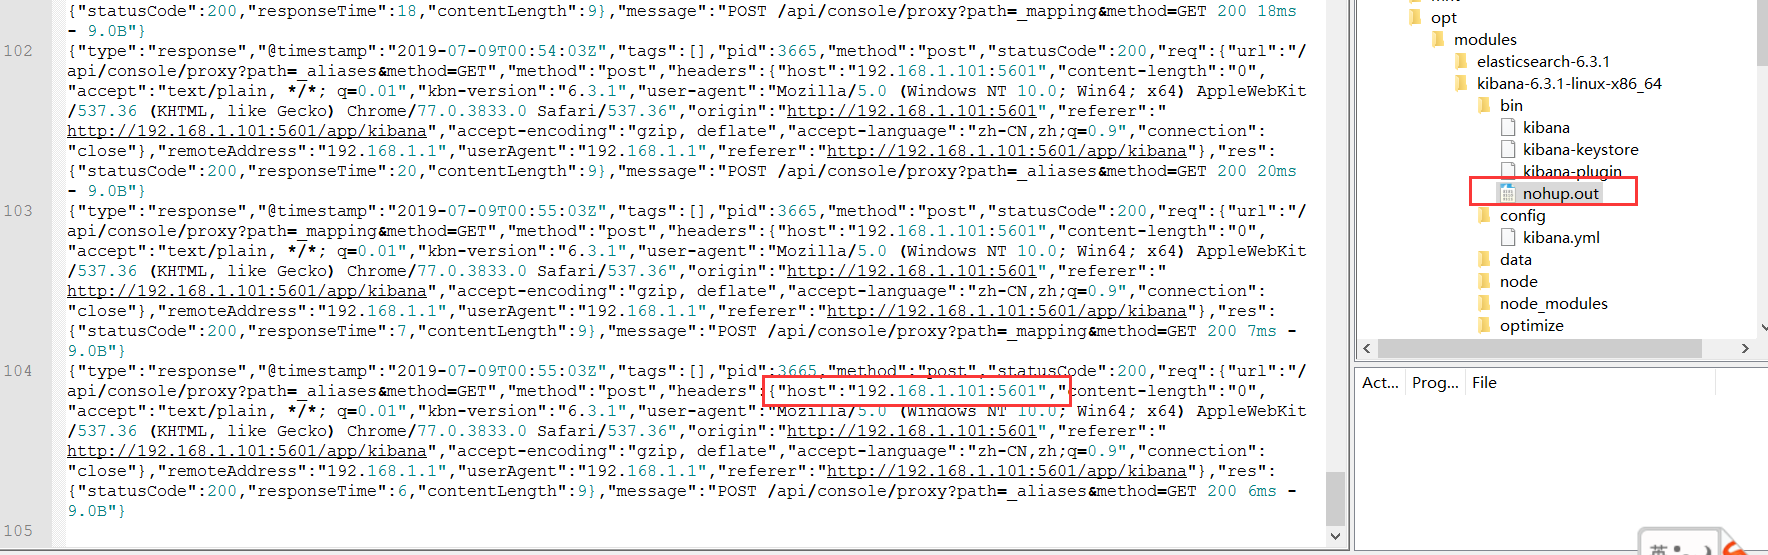 {"statusCode":200,"responseTime":18,"contentLength":9},"message":"POST /api/console/proxy?path=_mapping&method=GET 200 18ms
- 9.0B"}
102 {"type":"response","@timestamp":"2019-07-09T00:54:03Z","tags":[],"pid":3665,"method":"post","statusCode":200,"req":{"url":"/
api/console/proxy?path=_aliases&method=GET","method":"post","headers":{"host":"192.168.1.101:5601","content-length":"0",
"accept":"text/plain, */*; q=0.01","kbn-version":"6.3.1","user-agent":"Mozilla/5.0 (Windows NT 10.0; Win64; x64) AppleWebKit
/537.36 (KHTML, like Gecko) Chrome/77.0.3833.0 Safari/537.36","origin":"http://192.168.1.101:5601","referer":"
http://192.168.1.101:5601/app/kibana","accept-encoding":"gzip, deflate","accept-language":"zh-CN,zh;q=0.9","connection":
"close"},"remoteAddress":"192.168.1.1","userAgent":"192.168.1.1","referer":"http://192.168.1.101:5601/app/kibana"},"res":
{"statusCode":200,"responseTime":20,"contentLength":9},"message":"POST /api/console/proxy?path=_aliases&method=GET 200 20ms
- 9.0B"}
103 {"type":"response","@timestamp":"2019-07-09T00:55:03Z","tags":[],"pid":3665,"method":"post","statusCode":200,"req":{"url":"/
api/console/proxy?path=_mapping&method=GET","method":"post","headers":{"host":"192.168.1.101:5601","content-length":"0",
"accept":"text/plain, */*; q=0.01","kbn-version":"6.3.1","user-agent":"Mozilla/5.0 (Windows NT 10.0; Win64; x64) AppleWebKit
/537.36 (KHTML, like Gecko) Chrome/77.0.3833.0 Safari/537.36","origin":"http://192.168.1.101:5601","referer":"
http://192.168.1.101:5601/app/kibana","accept-encoding":"gzip, deflate","accept-language":"zh-CN,zh;q=0.9","connection":
"close"},"remoteAddress":"192.168.1.1","userAgent":"192.168.1.1","referer":"http://192.168.1.101:5601/app/kibana"},"res":
{"statusCode":200,"responseTime":7,"contentLength":9},"message":"POST /api/console/proxy?path=_mapping&method=GET 200 7ms -
9.0B"}
104 {"type":"response","@timestamp":"2019-07-09T00:55:03Z","tags":[],"pid":3665,"method":"post","statusCode":200,"req":{"url":"/
api/console/proxy?path=_aliases&method=GET","method":"post","headers":{"host":"192.168.1.101:5601","content-length":"0",
"accept":"text/plain, */*; q=0.01","kbn-version":"6.3.1","user-agent":"Mozilla/5.0 (Windows NT 10.0; Win64; x64) AppleWebKit
/537.36 (KHTML, like Gecko) Chrome/77.0.3833.0 Safari/537.36","origin":"http://192.168.1.101:5601","referer":"
http://192.168.1.101:5601/app/kibana","accept-encoding":"gzip, deflate","accept-language":"zh-CN,zh;q=0.9","connection":
"close"},"remoteAddress":"192.168.1.1","userAgent":"192.168.1.1","referer":"http://192.168.1.101:5601/app/kibana"},"res":
{"statusCode":200,"responseTime":6,"contentLength":9},"message":"POST /api/console/proxy?path=_aliases&method=GET 200 6ms -
9.0B"}
105
opt
modules
elasticsearch-6.3.1
kibana-6.3.1-linux-x86_64
bin
kibana
kibana-keystore
kibana-plugin
nohup.out
config
kibana.yml
data
node
node_modules
optimize
Act... Prog... File
英